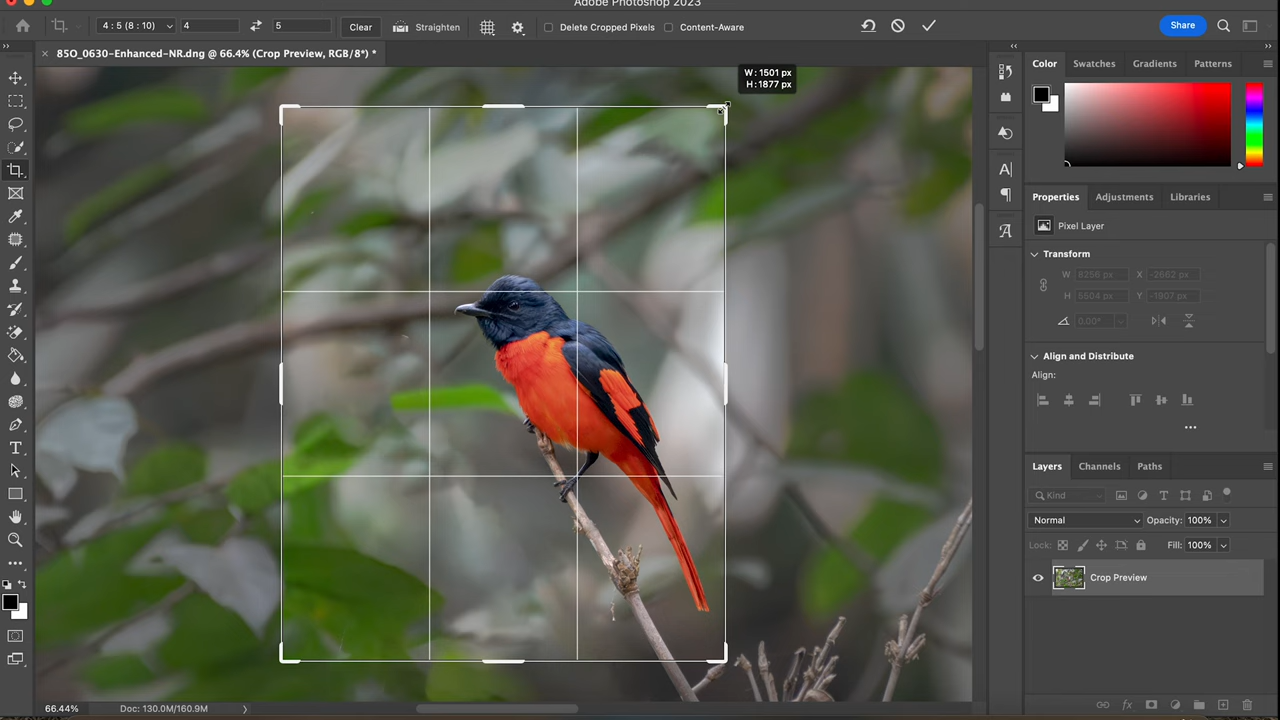 Adobe Photoshop 2023
4 : 5 (8 : 10)
4
5
Clear
Straighten
Delete Cropped Pixels
Content-Aware
Share
85O_0630-Enhanced-NR.dng @ 66.4% (Crop Preview, RGB/8*) *
W: 1501 px
H: 1877 px
Color
Swatches
Gradients
Patterns
Properties
Adjustments
Libraries
Pixel Layer
Transform
W 8256 px X -2662 px
H 5504 px Y -1907 px
0.00°
Align and Distribute
Align:
Layers
Channels
Paths
Kind
Normal
Opacity: 100%
Lock:
Fill: 100%
Crop Preview
66.44%
Doc: 130.0M/160.9M